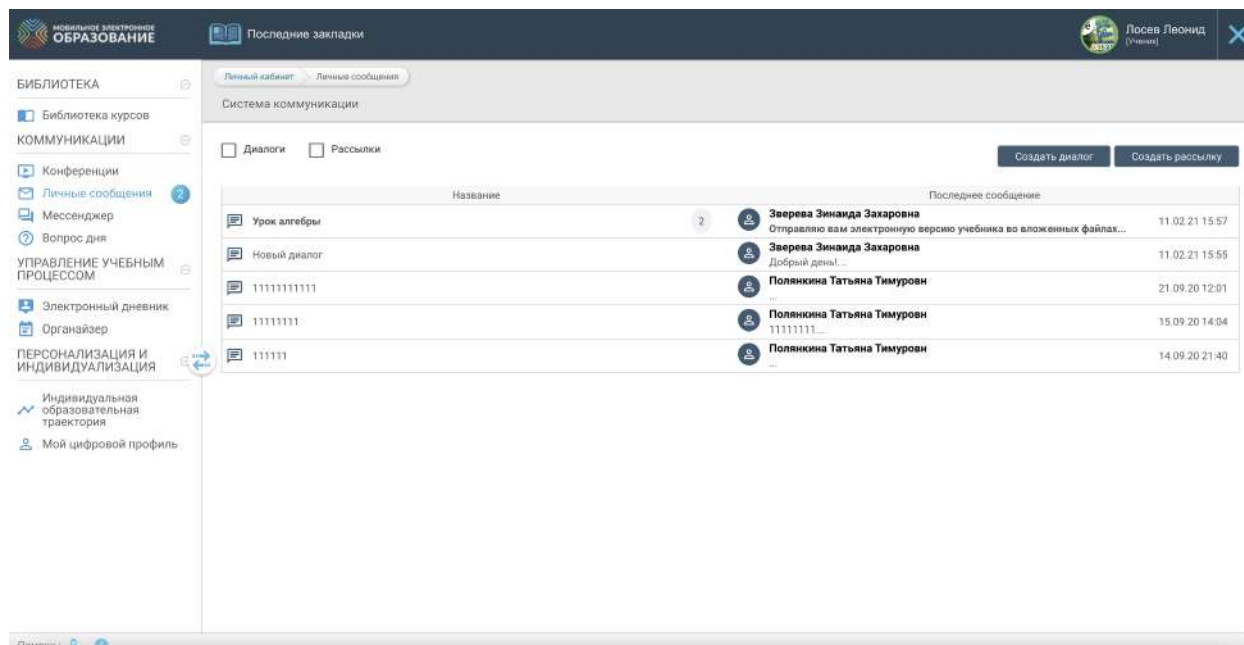 МОБИЛЬНОЕ ЭЛЕКТРОННОЕ
ОБРАЗОВАНИЕ
Последние закладки
Лосев Леонид
[Ученик]
БИБЛИОТЕКА
Библиотека курсов
КОММУНИКАЦИИ
Конференции
Личные сообщения 2
Мессенджер
Вопрос дня
УПРАВЛЕНИЕ УЧЕБНЫМ
ПРОЦЕССОМ
Электронный дневник
Органайзер
ПЕРСОНАЛИЗАЦИЯ И
ИНДИВИДУАЛИЗАЦИЯ
Индивидуальная
образовательная
траектория
Мой цифровой профиль
Личный кабинет Личные сообщения
Система коммуникации
Диалоги Рассылки
Создать диалог Создать рассылку
Название Последнее сообщение
Урок алгебры 2 Зверева Зинаида Захаровна 11.02.21 15:57
Отправляю вам электронную версию учебника во вложенных файлах...
Новый диалог Зверева Зинаида Захаровна 11.02.21 15:55
Добрый день!...
11111111111 Полянкина Татьяна Тимуровн 21.09.20 12:01
...
11111111 Полянкина Татьяна Тимуровн 15.09.20 14:04
11111111...
111111 Полянкина Татьяна Тимуровн 14.09.20 21:40
...